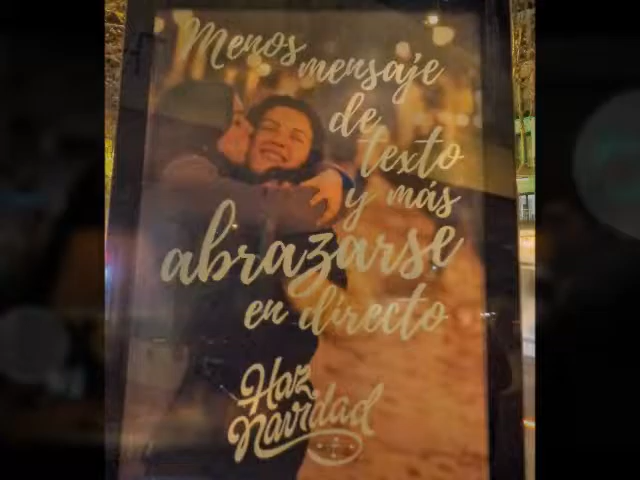 Menos
mensaje
de
texto
y más
abrazarse
en directo
Haz
Navidad